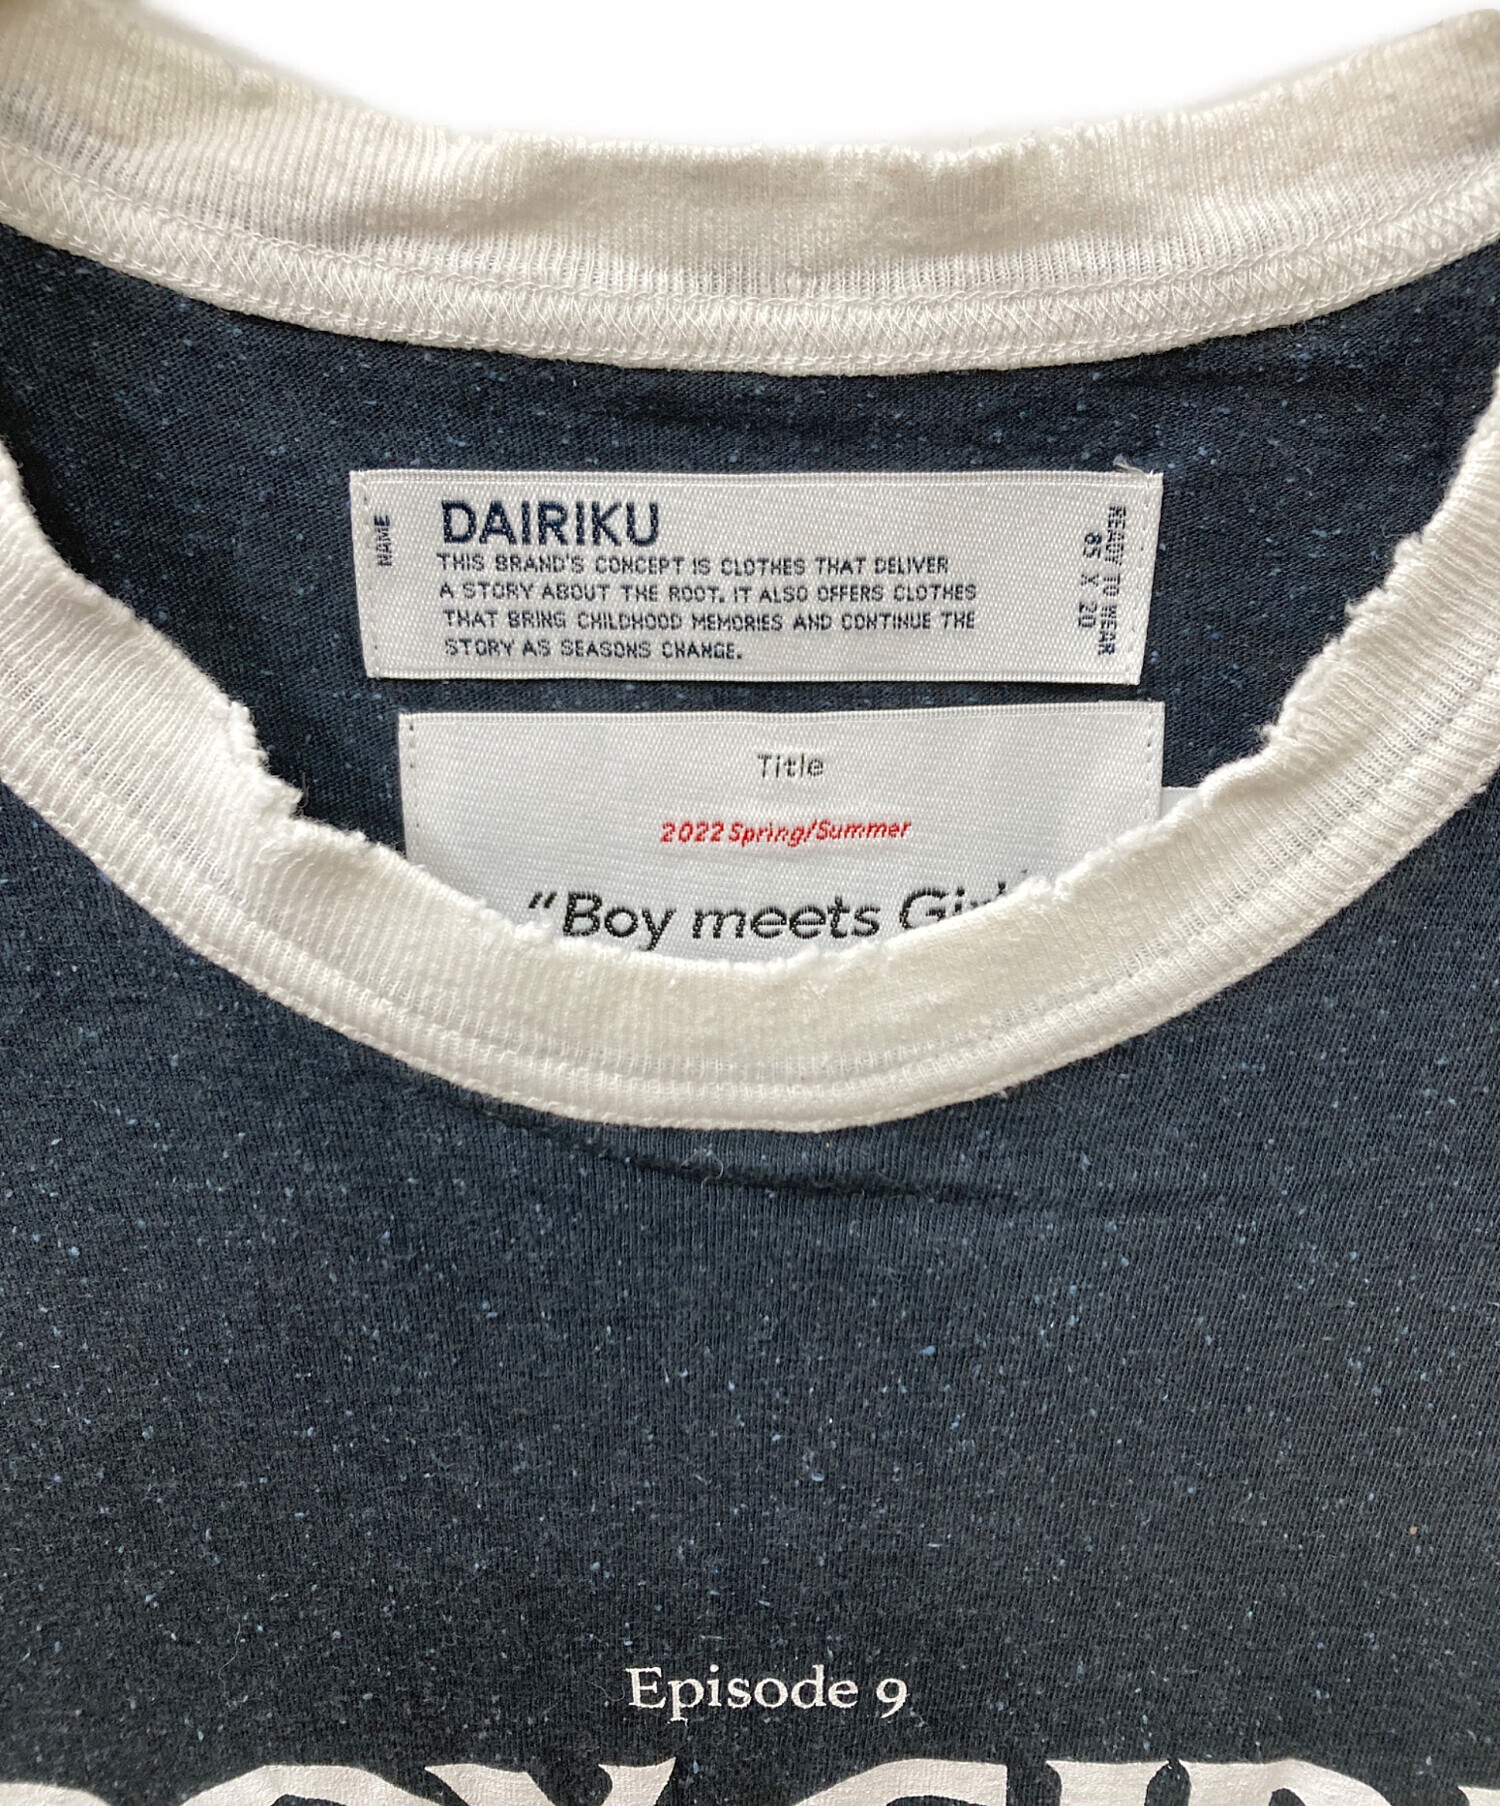 NAME
DAIRIKU
THIS BRAND'S CONCEPT IS CLOTHES THAT DELIVER
A STORY ABOUT THE ROOT. IT ALSO OFFERS CLOTHES
THAT BRING CHILDHOOD MEMORIES AND CONTINUE THE
STORY AS SEASONS CHANGE.
READY TO WEAR
85 X 20
Title
2022 Spring/Summer
"Boy meets Girl"
Episode 9